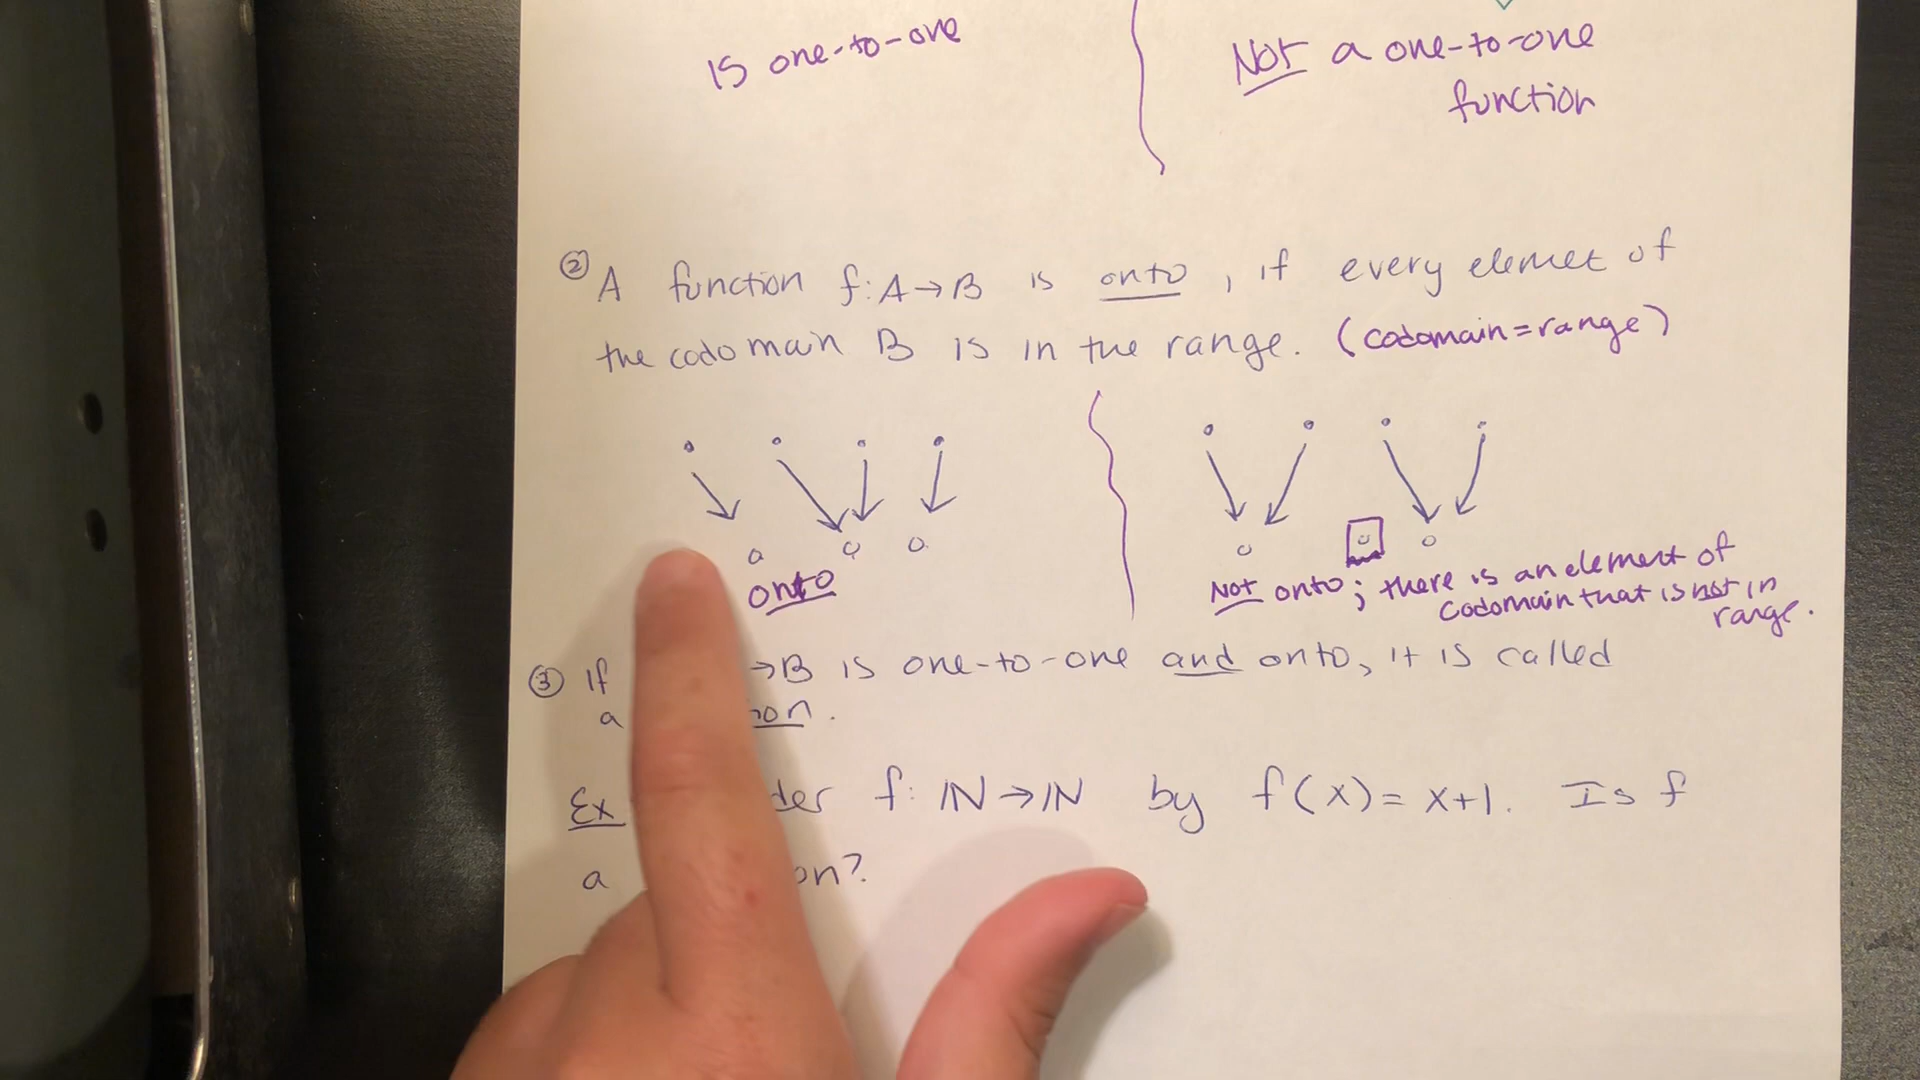 is one-to-one
Not a one-to-one
function
② A function f: A→B is onto, if every elemet of
the codomain B is in the range. (codomain=range)
onto
Not onto; there is an element of
codomain that is not in
range.
③ If →B is one-to-one and onto, it is called
a
Ex f: ℕ→ℕ by f(x)= x+1. Is f
a